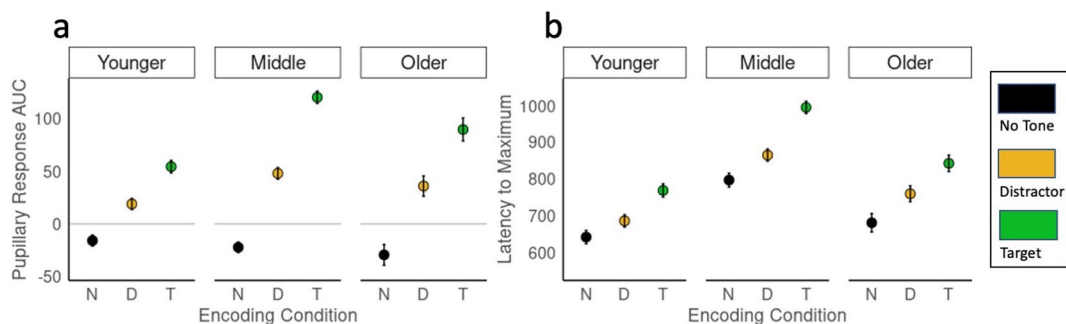 a
Younger
Middle
Older
Pupillary Response AUC
100
50
0
-50
N D T N D T N D T
Encoding Condition
b
Younger
Middle
Older
Latency to Maximum
1000
900
800
700
600
N D T N D T N D T
Encoding Condition
No Tone
Distractor
Target